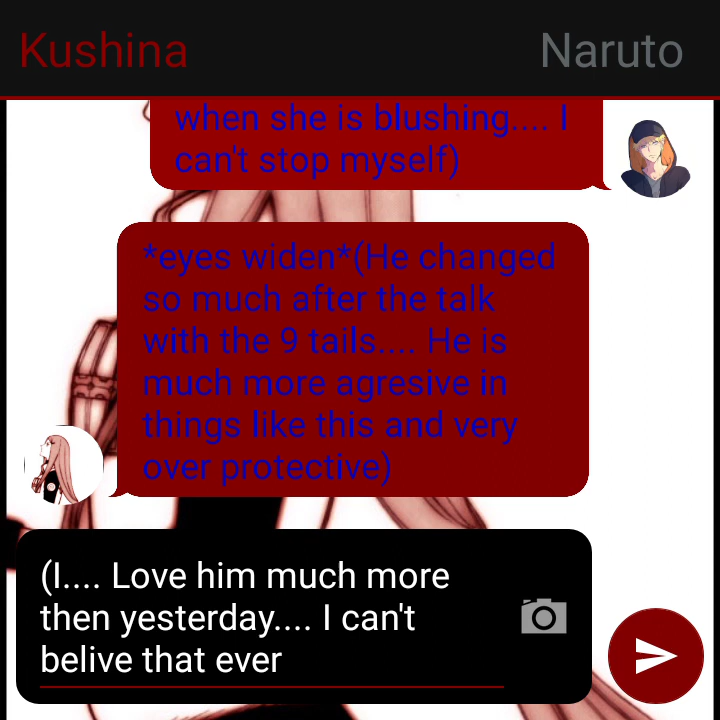 Kushina
Naruto
when she is blushing.... I
can't stop myself)
*eyes widen*(He changed
so much after the talk
with the 9 tails.... He is
much more agresive in
things like this and very
over protective)
(I.... Love him much more
then yesterday.... I can't
belive that ever